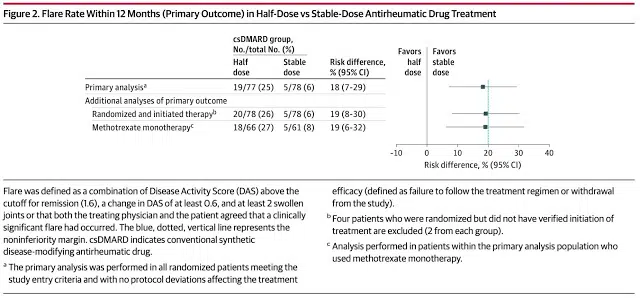 Figure 2. Flare Rate Within 12 Months (Primary Outcome) in Half-Dose vs Stable-Dose Antirheumatic Drug Treatment
csDMARD group,
No./total No. (%)
Half dose
Stable dose
Risk difference, % (95% CI)
Favors half dose
Favors stable dose
Primary analysisᵃ 19/77 (25) 5/78 (6) 18 (7-29)
Additional analyses of primary outcome
Randomized and initiated therapyᵇ 20/78 (26) 5/78 (6) 19 (8-30)
Methotrexate monotherapyᶜ 18/66 (27) 5/61 (8) 19 (6-32)
-10 0 10 20 30 40
Risk difference, % (95% CI)
Flare was defined as a combination of Disease Activity Score (DAS) above the
cutoff for remission (1.6), a change in DAS of at least 0.6, and at least 2 swollen
joints or that both the treating physician and the patient agreed that a clinically
significant flare had occurred. The blue, dotted, vertical line represents the
noninferiority margin. csDMARD indicates conventional synthetic
disease-modifying antirheumatic drug.
ᵃ The primary analysis was performed in all randomized patients meeting the
study entry criteria and with no protocol deviations affecting the treatment
efficacy (defined as failure to follow the treatment regimen or withdrawal
from the study).
ᵇ Four patients who were randomized but did not have verified initiation of
treatment are excluded (2 from each group).
ᶜ Analysis performed in patients within the primary analysis population who
used methotrexate monotherapy.